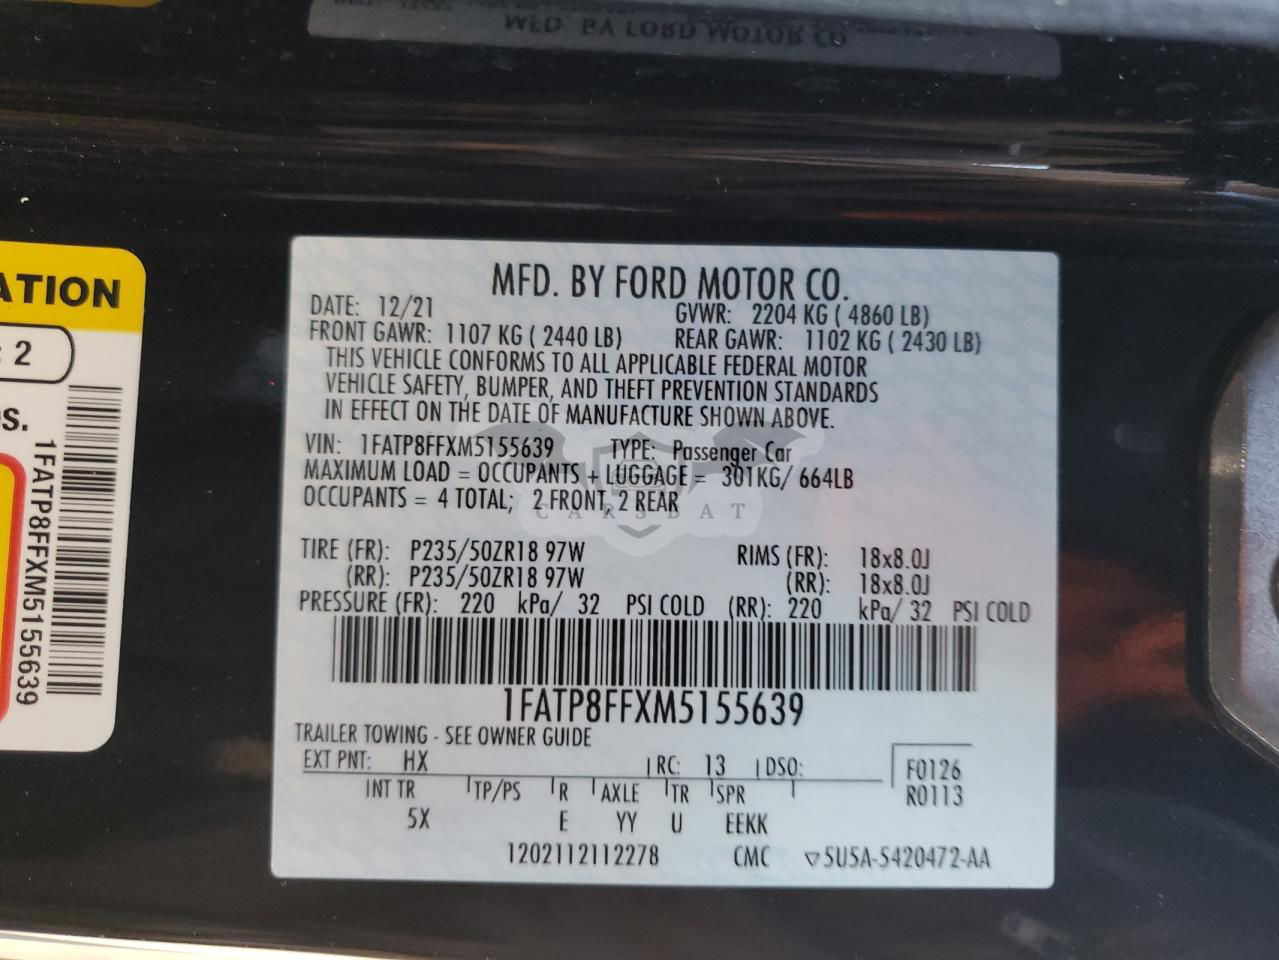 MFD. BY FORD MOTOR CO
ATION
2
s.
1FATP8FFXM5155639
MFD. BY FORD MOTOR CO.
DATE: 12/21 GVWR: 2204 KG ( 4860 LB)
FRONT GAWR: 1107 KG ( 2440 LB) REAR GAWR: 1102 KG ( 2430 LB)
THIS VEHICLE CONFORMS TO ALL APPLICABLE FEDERAL MOTOR
VEHICLE SAFETY, BUMPER, AND THEFT PREVENTION STANDARDS
IN EFFECT ON THE DATE OF MANUFACTURE SHOWN ABOVE.
VIN: 1FATP8FFXM5155639 TYPE: Passenger Car
MAXIMUM LOAD = OCCUPANTS + LUGGAGE = 301KG/ 664LB
OCCUPANTS = 4 TOTAL; 2 FRONT, 2 REAR
CARSBAT
TIRE (FR): P235/50ZR18 97W RIMS (FR): 18x8.0J
(RR): P235/50ZR18 97W (RR): 18x8.0J
PRESSURE (FR): 220 kPa/ 32 PSI COLD (RR): 220 kPa/ 32 PSI COLD
1FATP8FFXM5155639
TRAILER TOWING - SEE OWNER GUIDE
EXT PNT: HX RC: 13 DSO: F0126
INT TR TP/PS R AXLE TR SPR R0113
5X E YY U EEKK
1202112112278 CMC ▽5U5A-5420472-AA